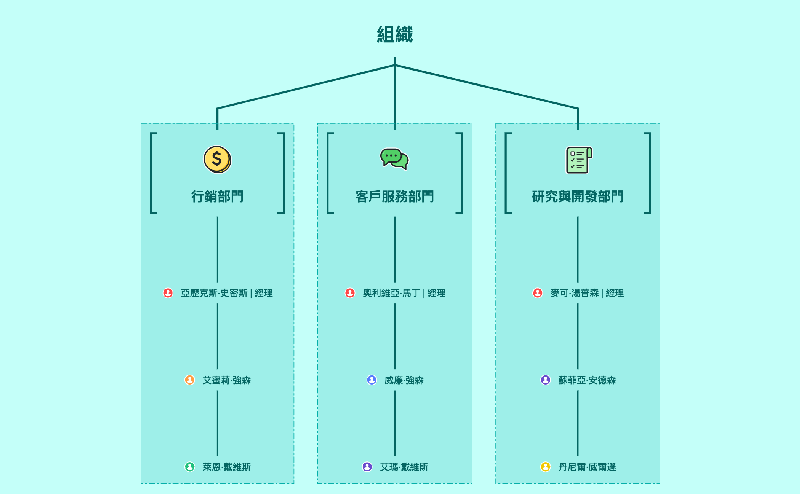 組織
行銷部門
客戶服務部門
研究與開發部門
亞歷克斯·史密斯 | 經理
奧利維亞·馬丁 | 經理
麥可·湯普森 | 經理
艾蜜莉·強森
威廉·強森
蘇菲亞·安德森
萊恩·戴維斯
艾瑪·戴維斯
丹尼爾·威爾遜